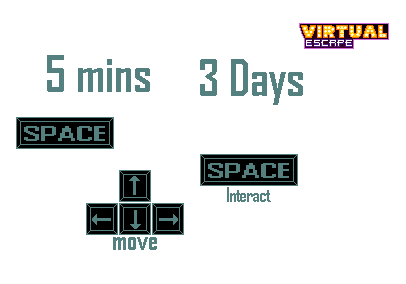 VIRTUAL
ESCAPE
5 mins
3 Days
SPACE
SPACE
Interact
move